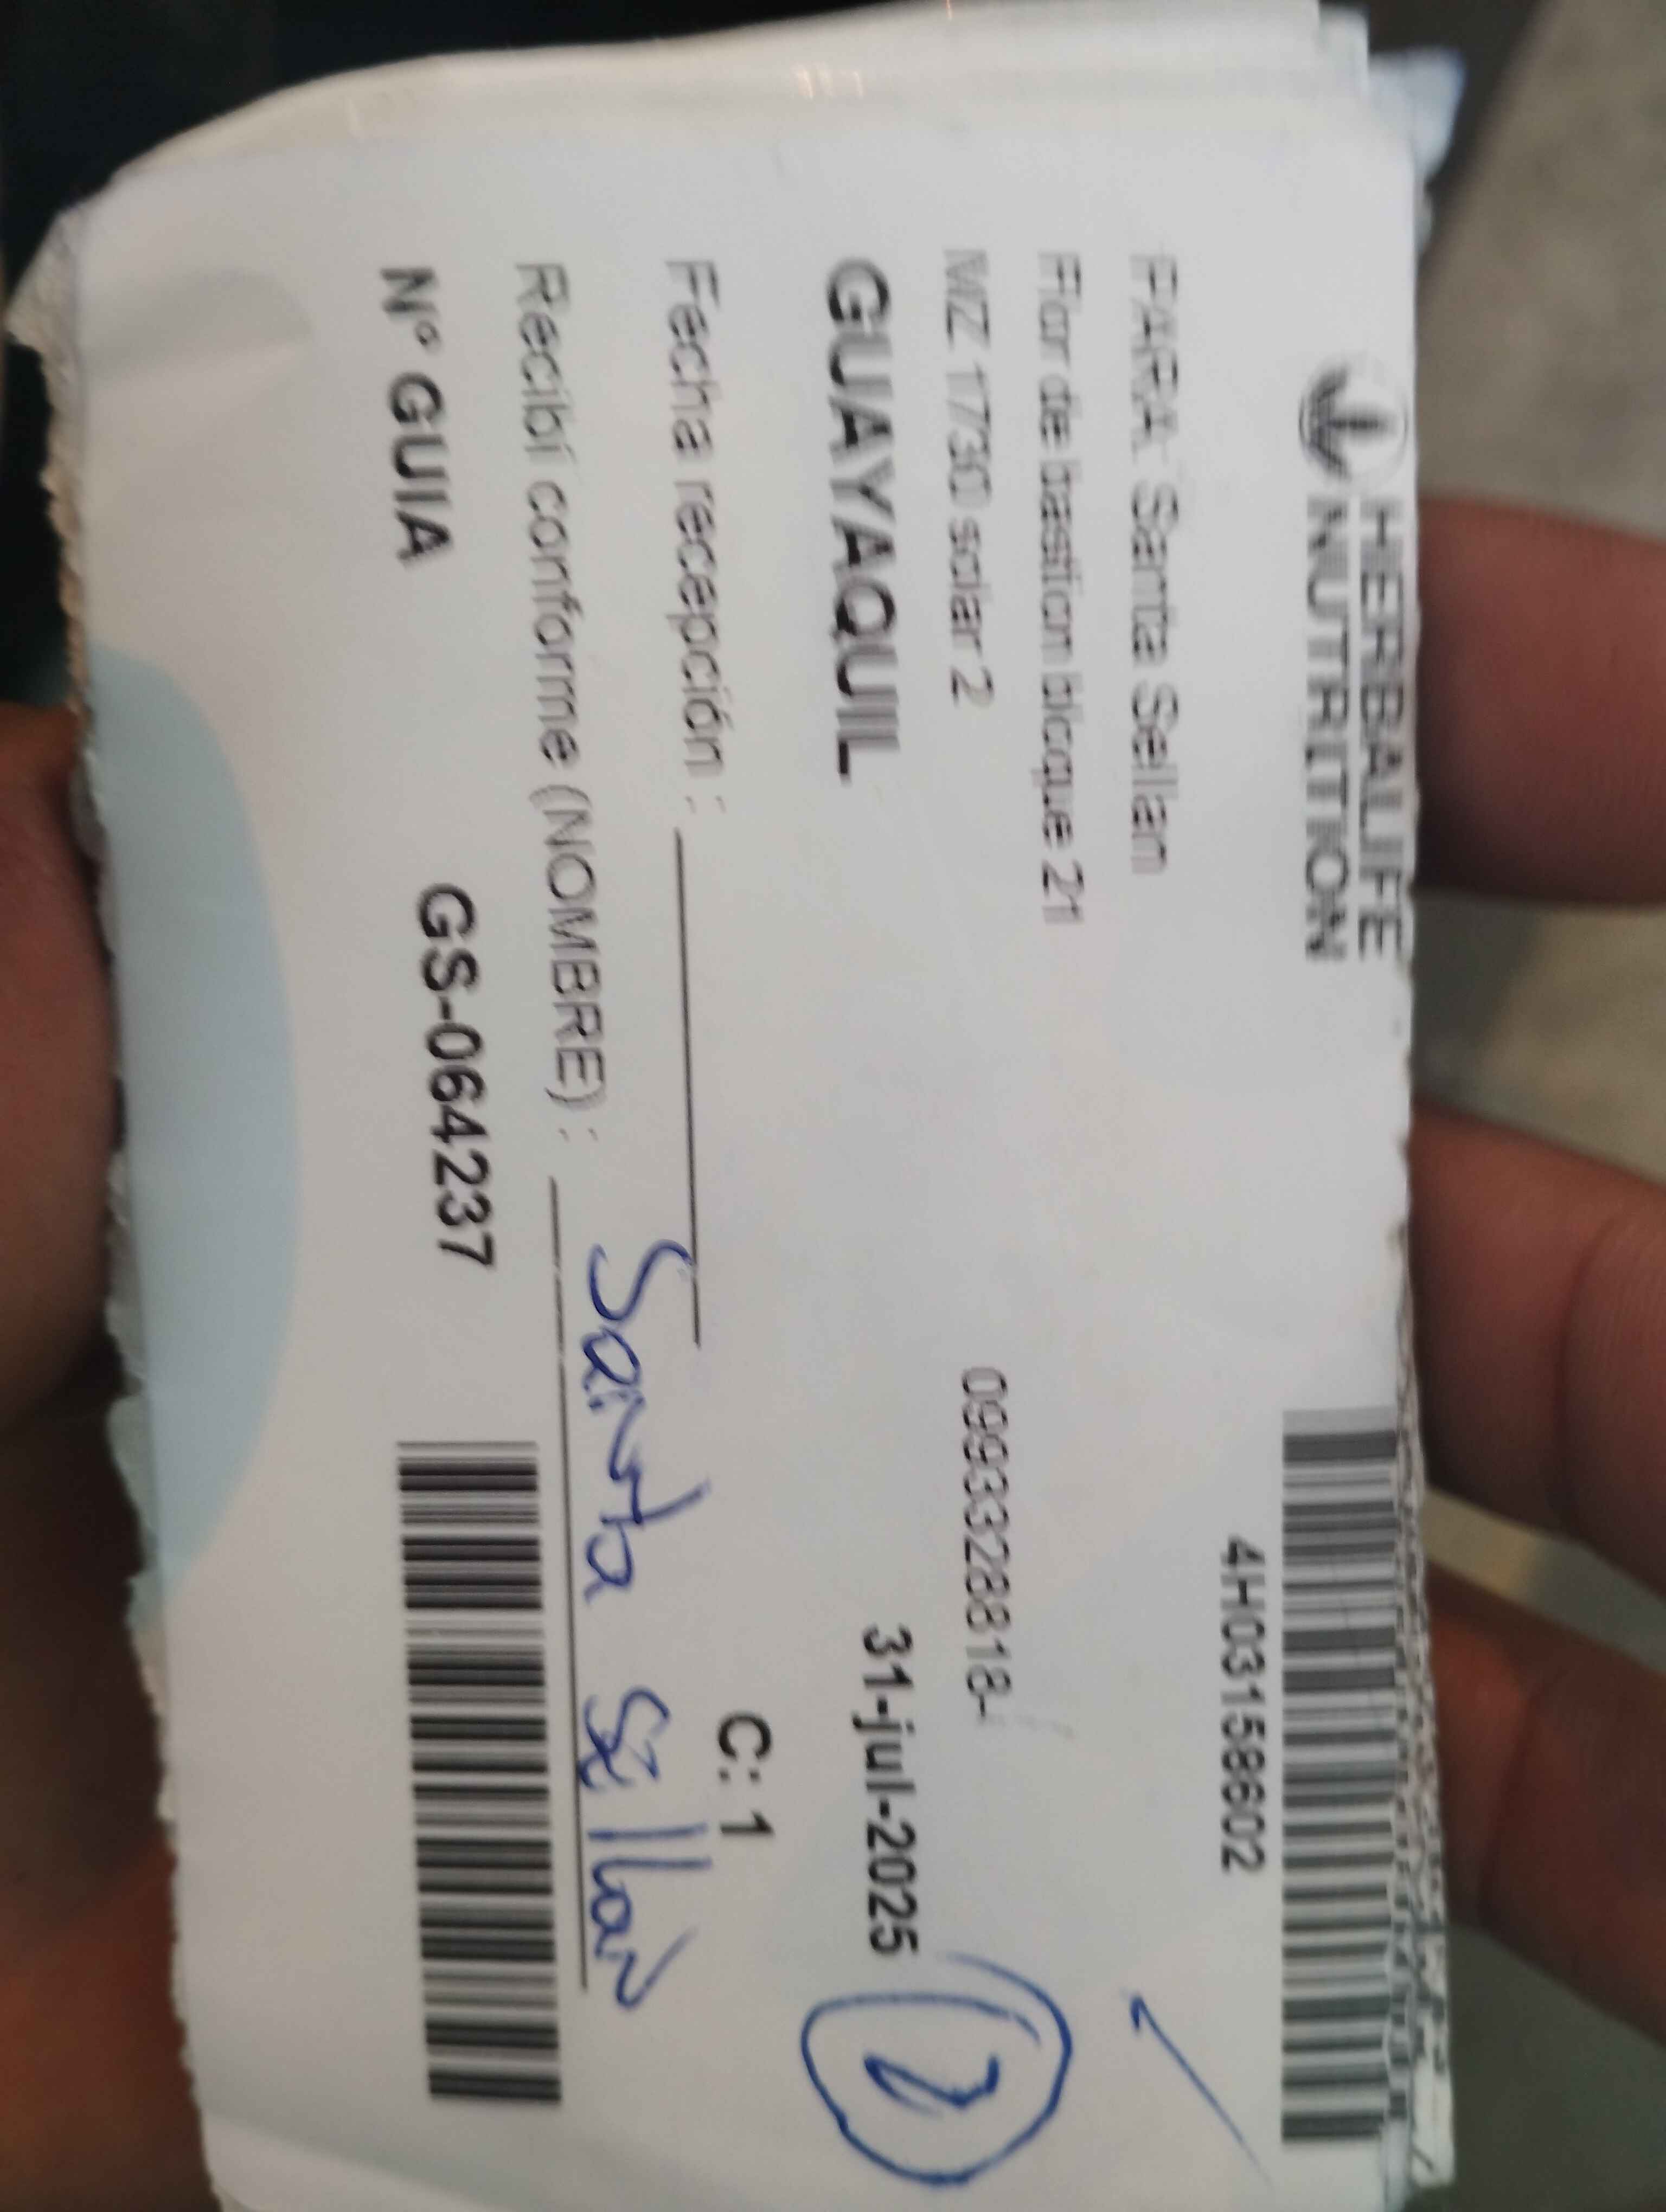 HERBALIFE
NUTRITION
4H03158602
PARA: Santa Sellan
Flor de bastion bloque 21
MZ 1730 solar 2
0993328818-
GUAYAQUIL
31-jul-2025
2
Fecha recepción :
C: 1
Recibí conforme (NOMBRE) : Santa Sellan
N° GUIA
GS-064237